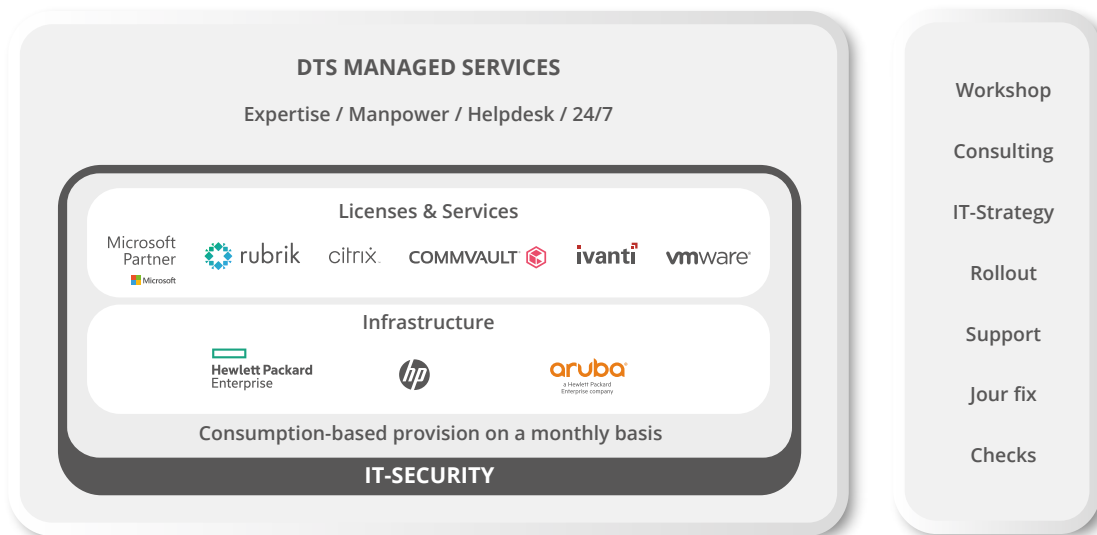 DTS MANAGED SERVICES
Expertise / Manpower / Helpdesk / 24/7
Licenses & Services
Microsoft
Partner
Microsoft
rubrik
citrix
COMMVAULT
ivanti
vmware®
Infrastructure
Hewlett Packard
Enterprise
hp
aruba
a Hewlett Packard
Enterprise company
Consumption-based provision on a monthly basis
IT-SECURITY
Workshop
Consulting
IT-Strategy
Rollout
Support
Jour fix
Checks